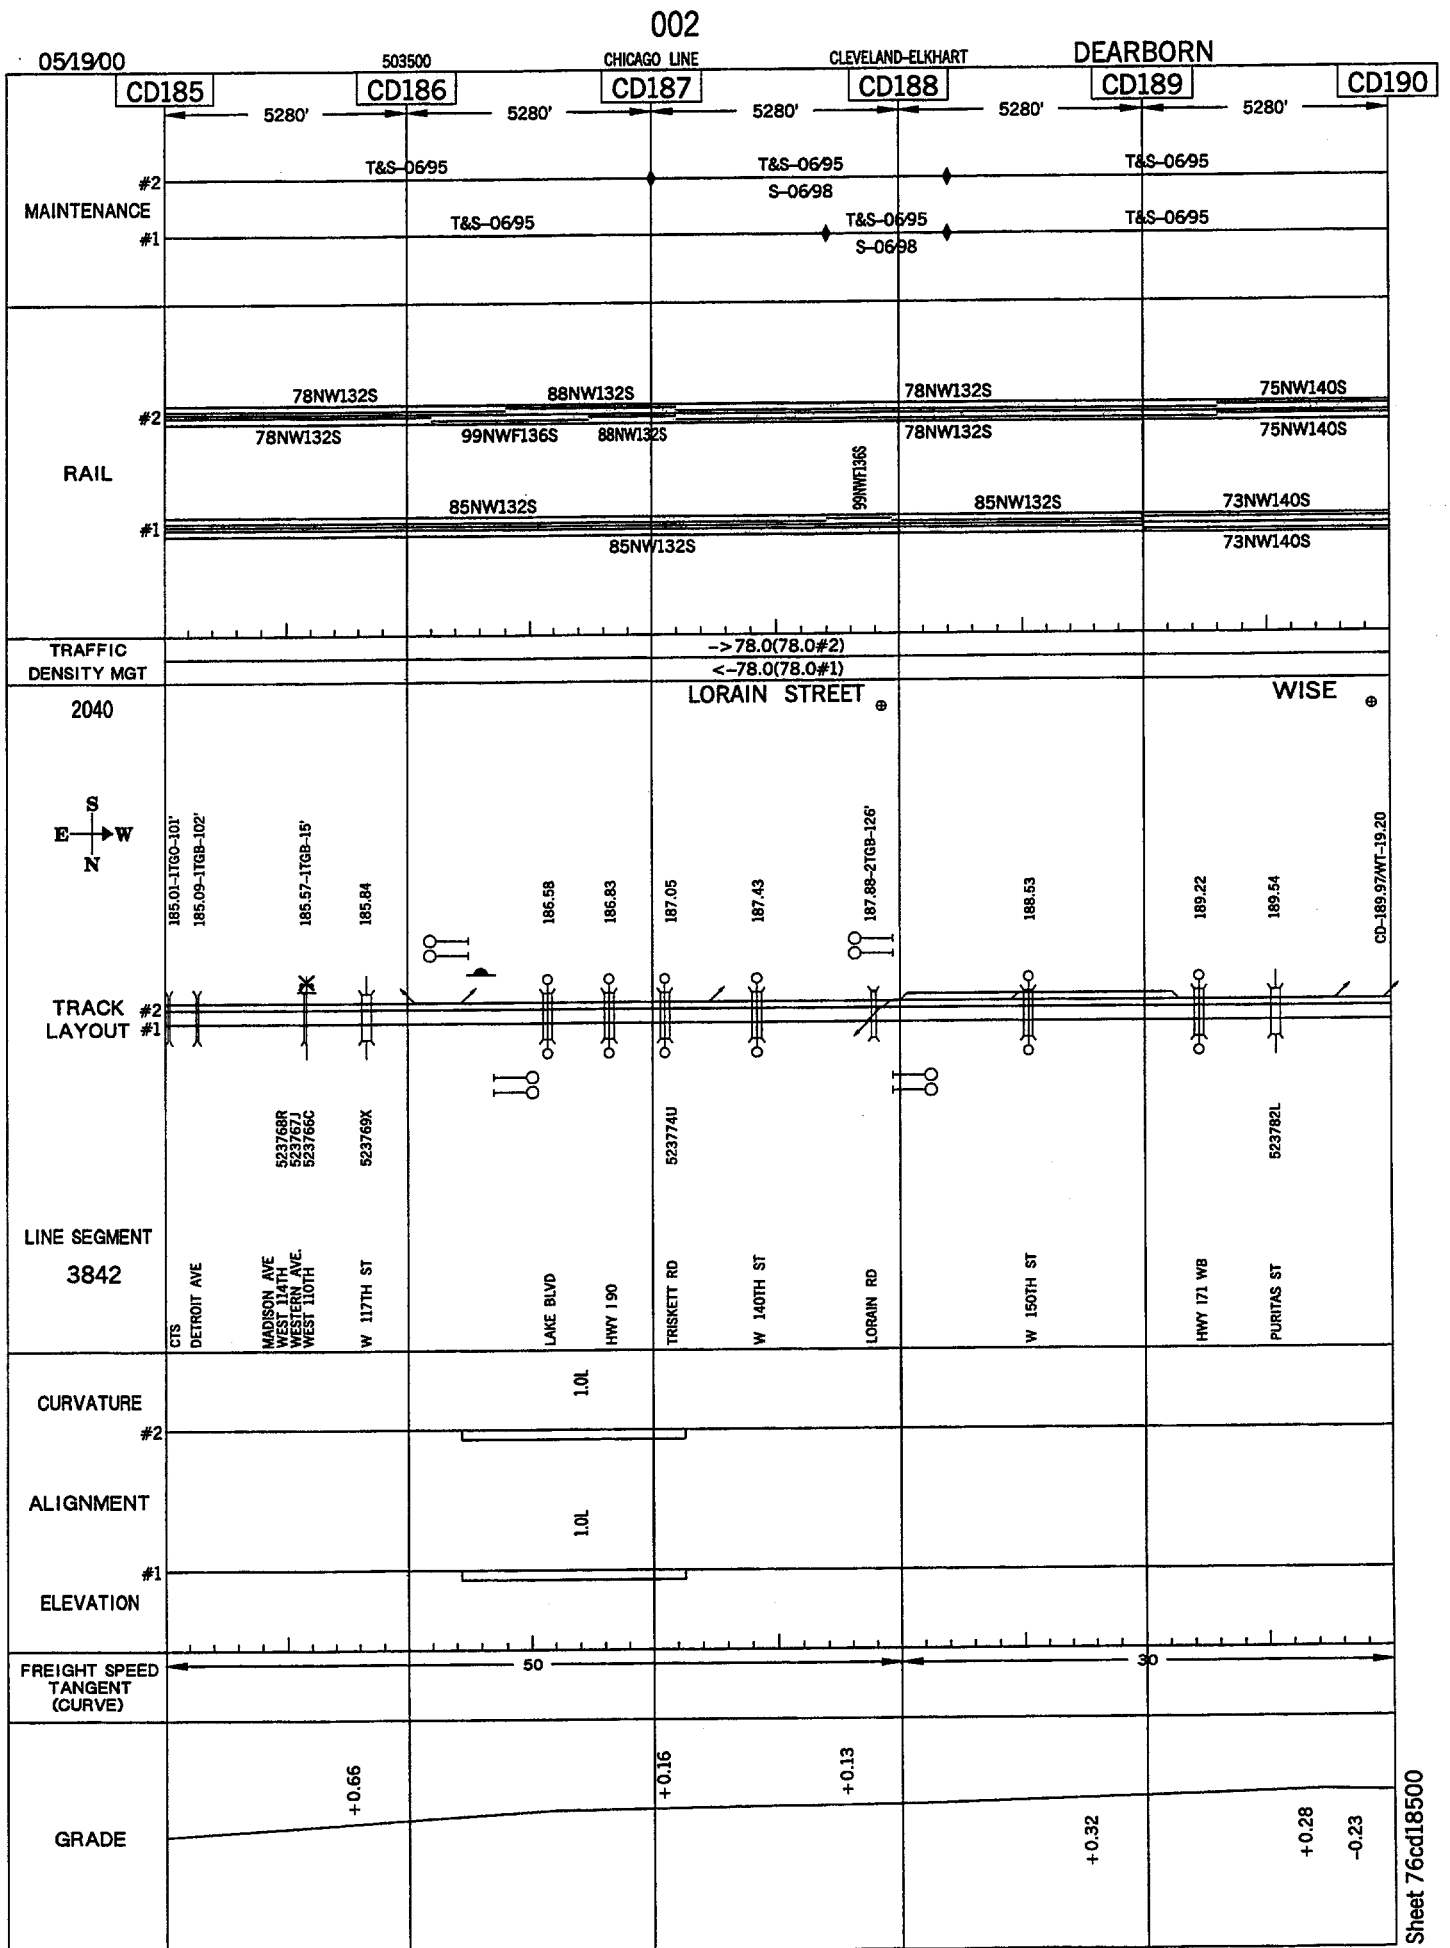 002
05/19/00
503500
CHICAGO LINE
CLEVELAND-ELKHART
DEARBORN
CD185
CD186
CD187
CD188
CD189
CD190
5280'
5280'
5280'
5280'
5280'
T&S-06/95
T&S-06/95
T&S-06/95
#2
S-06/98
MAINTENANCE
T&S-06/95
T&S-06/95
T&S-06/95
#1
S-06/98
78NW132S
88NW132S
78NW132S
75NW140S
#2
78NW132S
99NWF136S
88NW132S
78NW132S
75NW140S
RAIL
99NWF136S
85NW132S
85NW132S
73NW140S
#1
85NW132S
73NW140S
TRAFFIC
DENSITY MGT
->78.0(78.0#2)
<-78.0(78.0#1)
2040
LORAIN STREET
WISE
S
E
W
N
185.01-1TGO-101'
185.09-1TGB-102'
185.57-1TGB-15'
185.84
186.58
186.83
187.05
187.43
187.88-2TGB-126'
188.53
189.22
189.54
CD-189.97/WT-19.20
TRACK #2
LAYOUT #1
523768R
523767J
523766C
523769X
523774U
523782L
LINE SEGMENT
3842
CTS
DETROIT AVE
MADISON AVE
WEST 114TH
WESTERN AVE.
WEST 110TH
W 117TH ST
LAKE BLVD
HWY I 90
TRISKETT RD
W 140TH ST
LORAIN RD
W 150TH ST
HWY I71 WB
PURITAS ST
CURVATURE
1.0L
#2
ALIGNMENT
1.0L
#1
ELEVATION
FREIGHT SPEED
TANGENT
(CURVE)
50
30
GRADE
+0.66
+0.16
+0.13
+0.32
+0.28
-0.23
Sheet 76cd18500